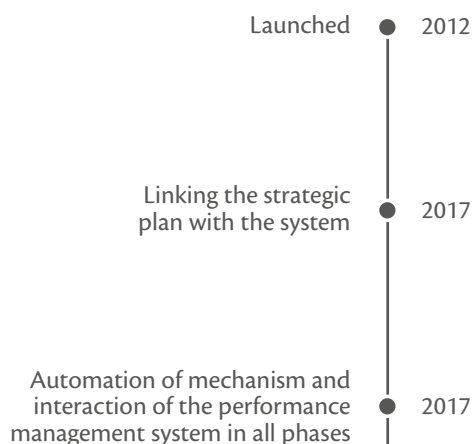 Launched 2012
Linking the strategic
plan with the system 2017
Automation of mechanism and
interaction of the performance 2017
management system in all phases